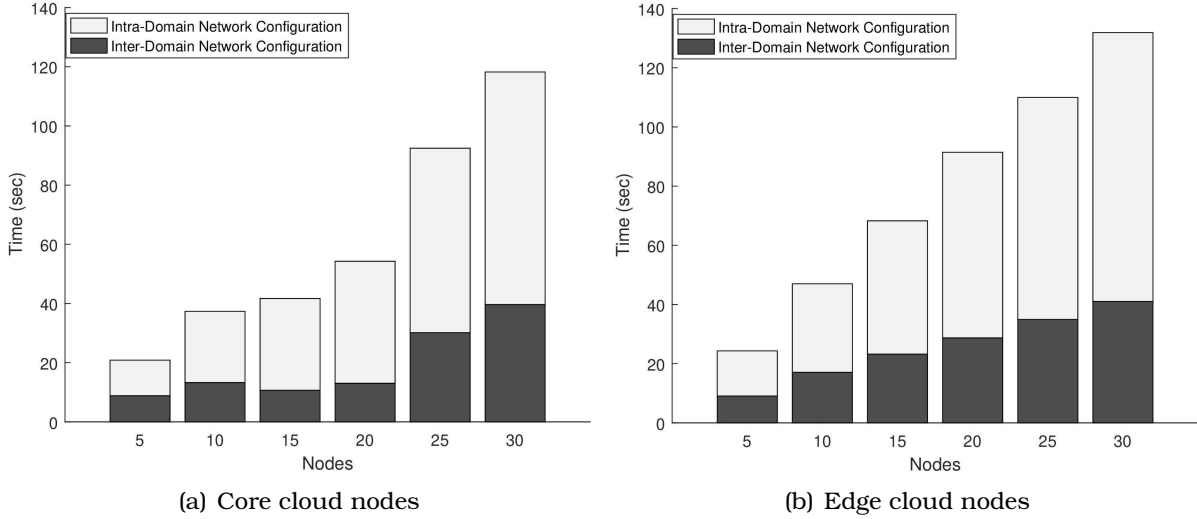 140
120
100
80
60
40
20
0
Time (sec)
Intra-Domain Network Configuration
Inter-Domain Network Configuration
5 10 15 20 25 30
Nodes
(a) Core cloud nodes
140
120
100
80
60
40
20
0
Time (sec)
Intra-Domain Network Configuration
Inter-Domain Network Configuration
5 10 15 20 25 30
Nodes
(b) Edge cloud nodes